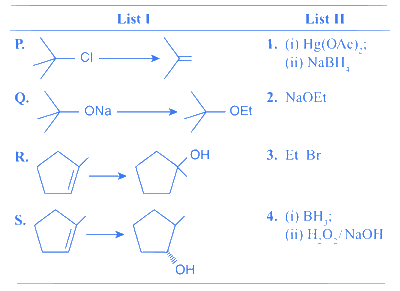 List I List II
P. Cl 1. (i) Hg(OAc)2;
(ii) NaBH4
Q. ONa OEt 2. NaOEt
R. OH 3. Et Br
S. 4. (i) BH3;
(ii) H2O2/NaOH
OH